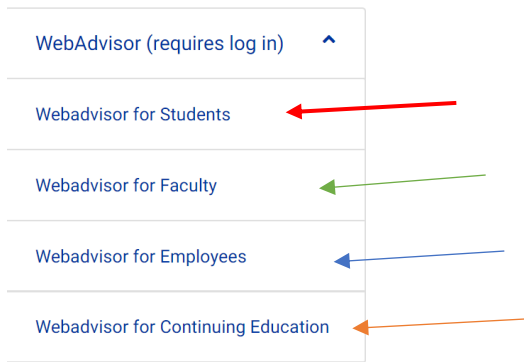 WebAdvisor (requires log in)
Webadvisor for Students
Webadvisor for Faculty
Webadvisor for Employees
Webadvisor for Continuing Education